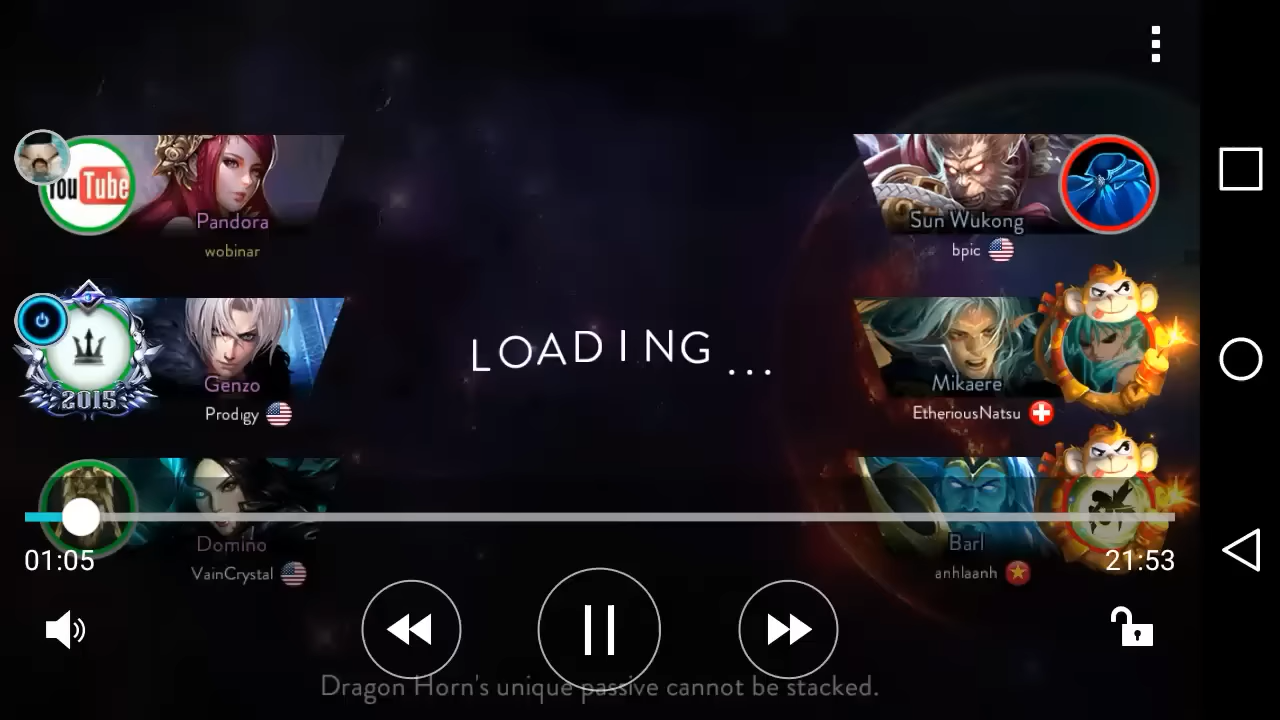 YouTube
Pandora
wobinar
Sun Wukong
bpic
LOADING...
Genzo
Prodigy
2015
Mikaere
EtheriousNatsu
Domino
VainCrystal
Barl
anhlaanh
01:05
21:53
Dragon Horn's unique passive cannot be stacked.